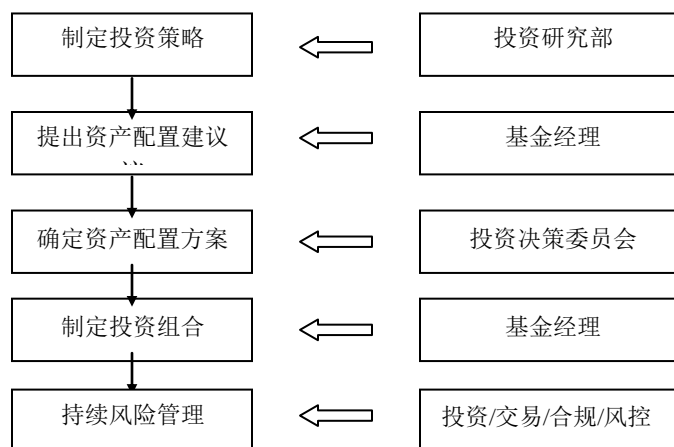 制定投资策略
投资研究部
提出资产配置建议
基金经理
确定资产配置方案
投资决策委员会
制定投资组合
基金经理
持续风险管理
投资/交易/合规/风控